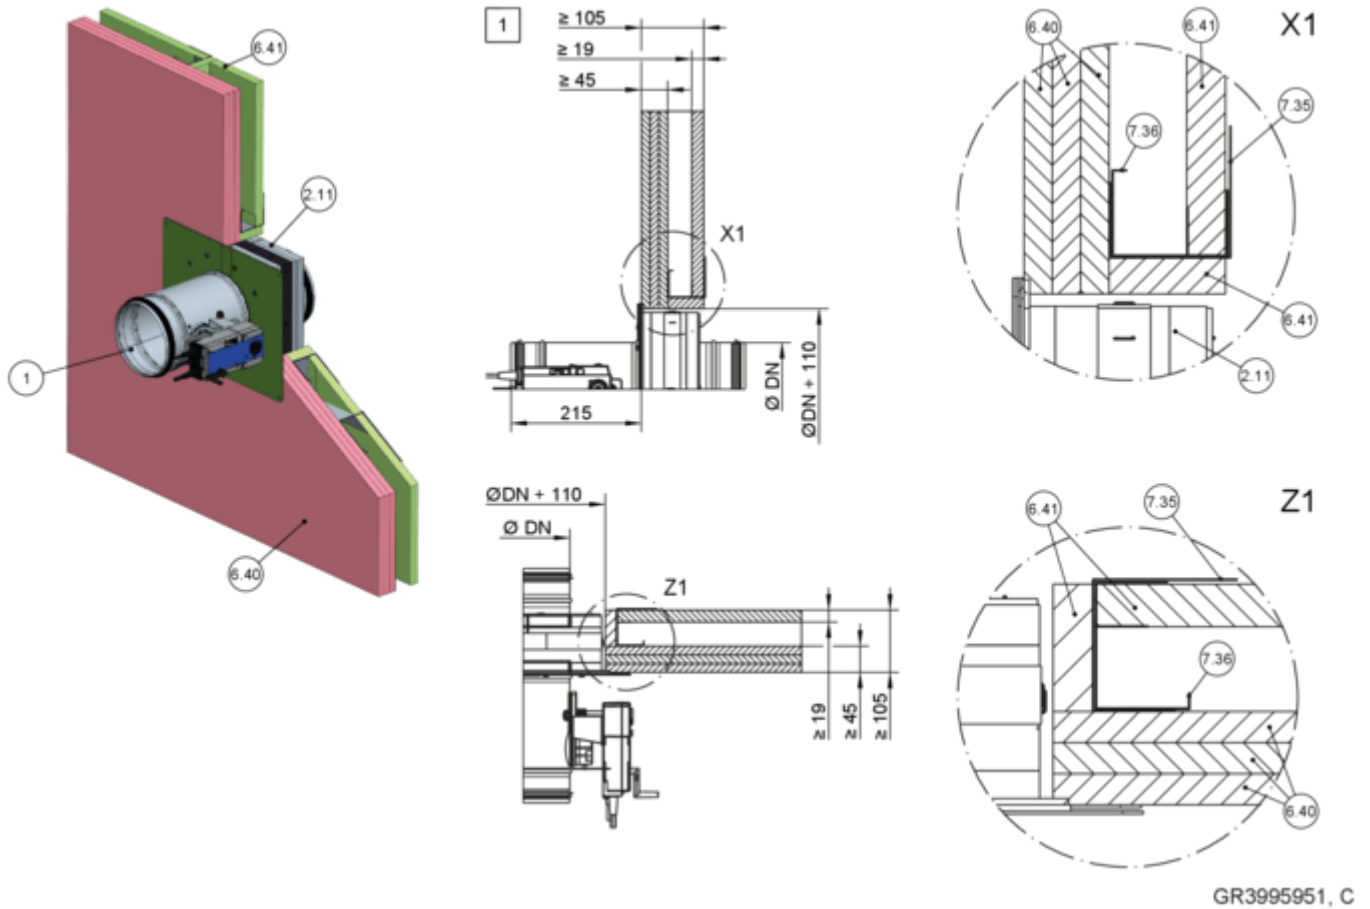 6.41
2.11
1
6.40
1
≥ 105
≥ 19
≥ 45
X1
215
Ø DN
ØDN + 110
X1
6.40
6.41
7.35
7.36
6.41
2.11
ØDN + 110
Ø DN
Z1
≥ 19
≥ 45
≥ 105
Z1
6.41
7.35
7.36
6.40
GR3995951, C